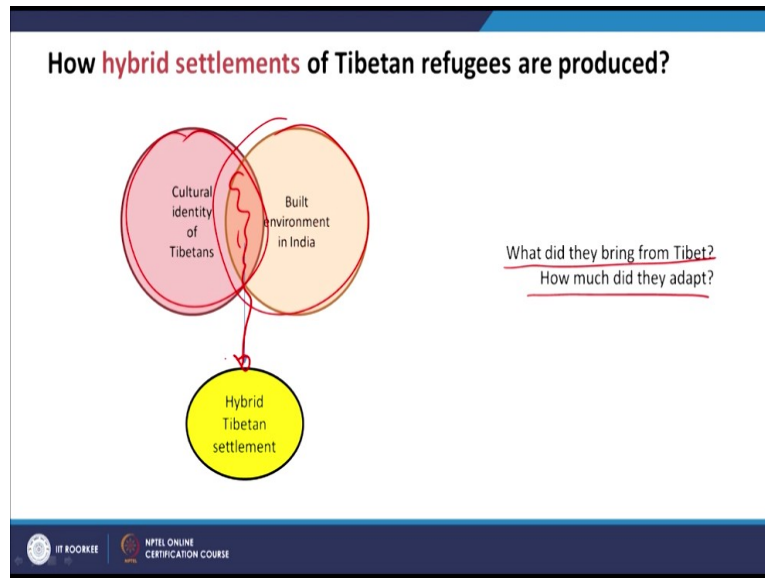 How hybrid settlements of Tibetan refugees are produced?
Cultural
identity
of
Tibetans
Built
environment
in India
What did they bring from Tibet?
How much did they adapt?
Hybrid
Tibetan
settlement
IIT ROORKEE
NPTEL ONLINE
CERTIFICATION COURSE
NPTEL